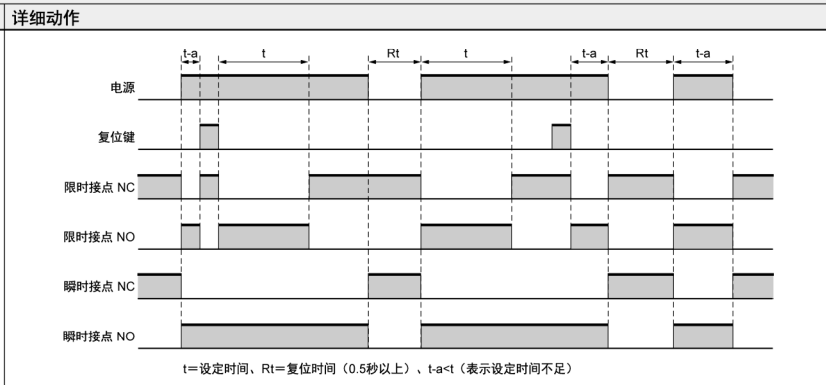 详细动作
t-a t Rt t t-a Rt t-a
电源
复位键
限时接点 NC
限时接点 NO
瞬时接点 NC
瞬时接点 NO
t＝设定时间、Rt＝复位时间（0.5秒以上）、t-a<t（表示设定时间不足）